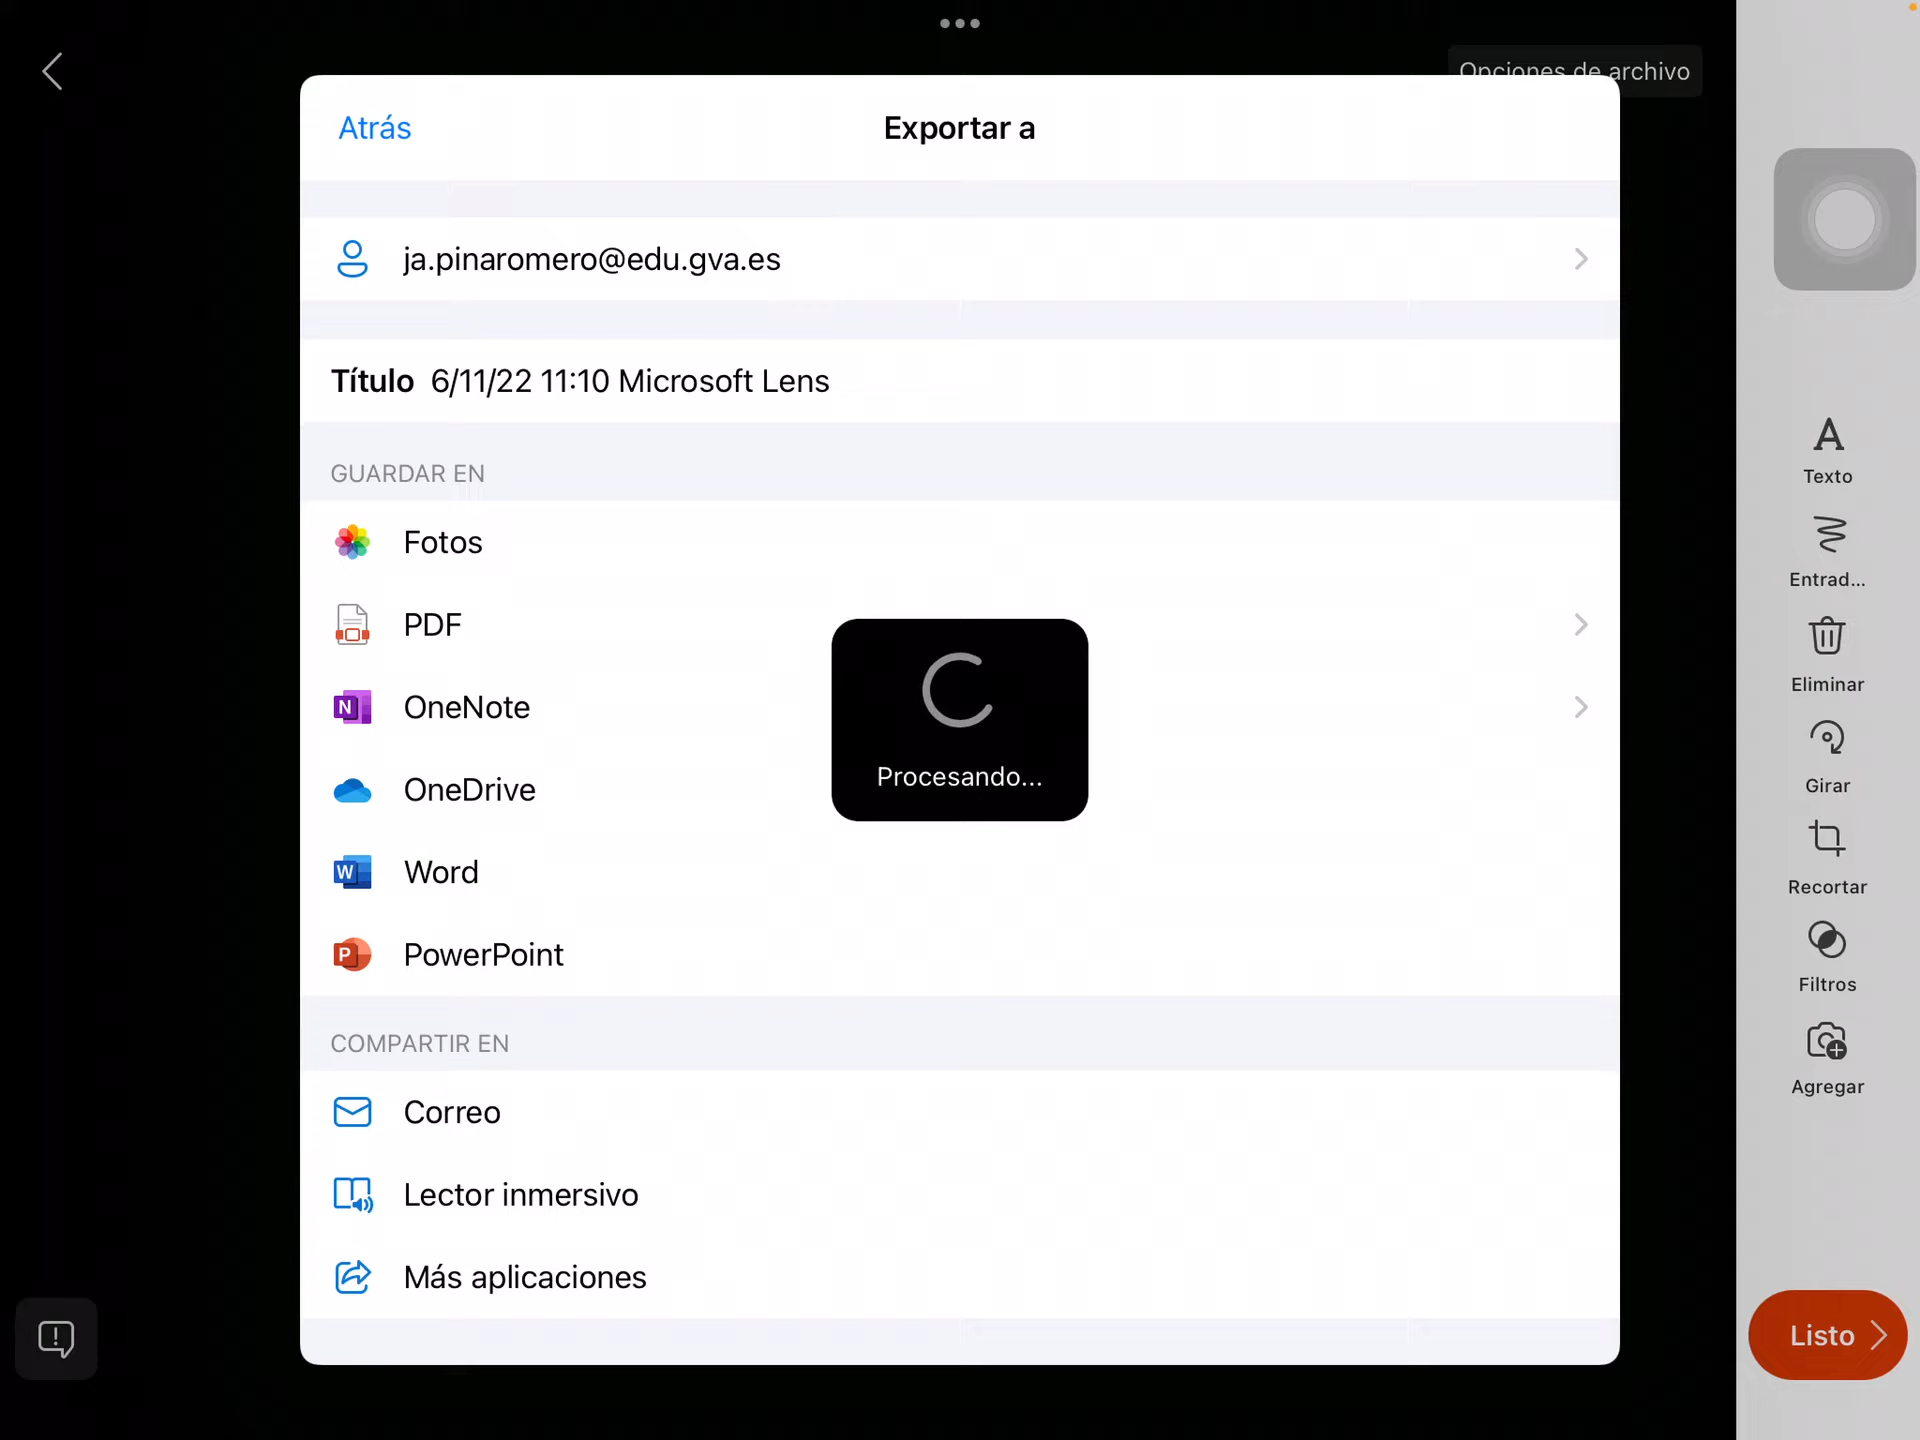 Opciones de archivo
Atrás
Exportar a
ja.pinaromero@edu.gva.es
Título 6/11/22 11:10 Microsoft Lens
GUARDAR EN
Fotos
PDF
N OneNote
OneDrive
W Word
P PowerPoint
Procesando...
COMPARTIR EN
Correo
Lector inmersivo
Más aplicaciones
A
Texto
Entrad...
Eliminar
Girar
Recortar
Filtros
Agregar
Listo